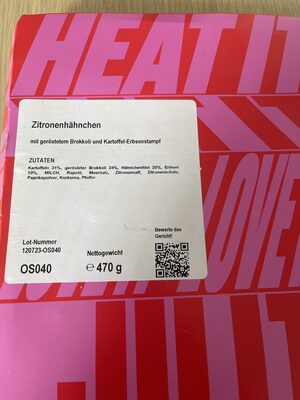 HEAT IT
Zitronenhähnchen
mit geröstetem Brokkoli und Kartoffel-Erbsenstampf
ZUTATEN
Kartoffeln 31%, gerösteter Brokkoli 24%, Hähnchenfilet 20%, Erbsen
10%, MILCH, Rapsöl, Meersalz, Zitronensaft, Zitronenschale,
Paprikapulver, Kurkuma, Pfeffer
Bewerte das
Gericht!
Lot-Nummer
120723-OS040
Nettogewicht
OS040
℮ 470 g
LOVE